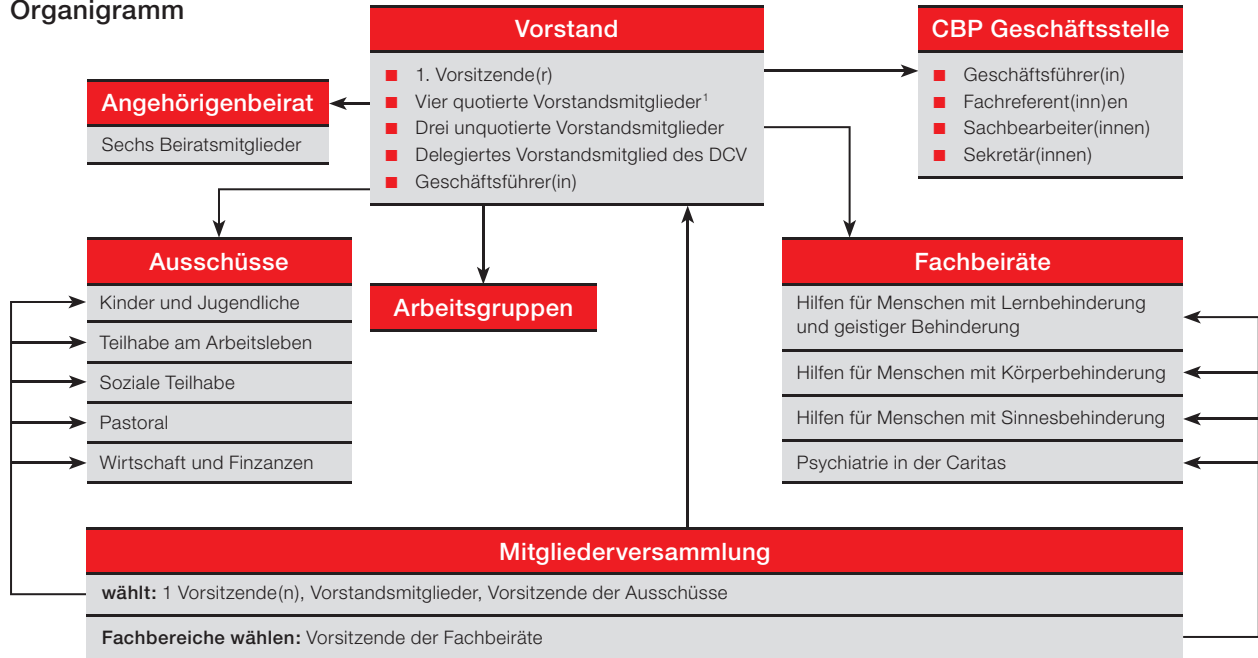 Organigramm
Vorstand
1. Vorsitzende(r)
Vier quotierte Vorstandsmitglieder¹
Drei unquotierte Vorstandsmitglieder
Delegiertes Vorstandsmitglied des DCV
Geschäftsführer(in)
CBP Geschäftsstelle
Geschäftsführer(in)
Fachreferent(inn)en
Sachbearbeiter(innen)
Sekretär(innen)
Angehörigenbeirat
Sechs Beiratsmitglieder
Ausschüsse
Kinder und Jugendliche
Teilhabe am Arbeitsleben
Soziale Teilhabe
Pastoral
Wirtschaft und Finzanzen
Arbeitsgruppen
Fachbeiräte
Hilfen für Menschen mit Lernbehinderung
und geistiger Behinderung
Hilfen für Menschen mit Körperbehinderung
Hilfen für Menschen mit Sinnesbehinderung
Psychiatrie in der Caritas
Mitgliederversammlung
wählt: 1 Vorsitzende(n), Vorstandsmitglieder, Vorsitzende der Ausschüsse
Fachbereiche wählen: Vorsitzende der Fachbeiräte